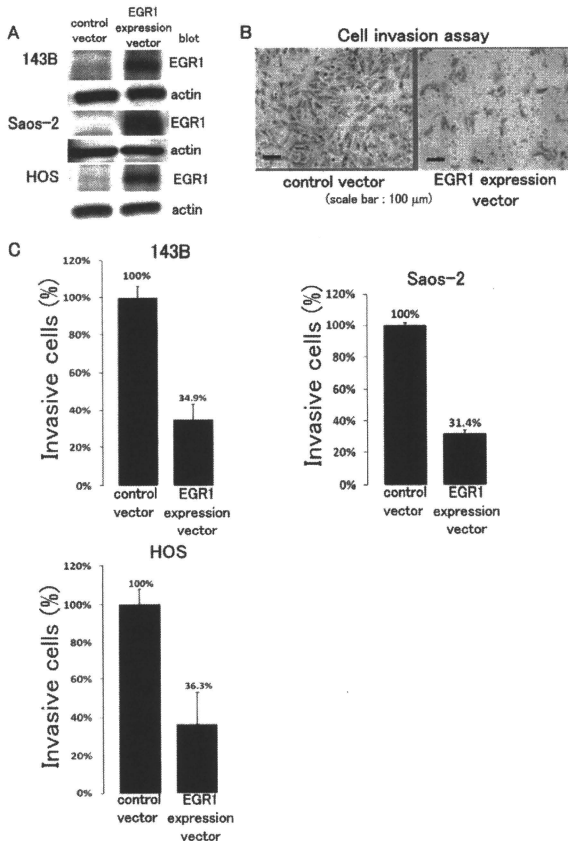 A
control vector
EGR1 expression vector
blot
143B
EGR1
actin
Saos-2
EGR1
actin
HOS
EGR1
actin
B
Cell invasion assay
control vector
EGR1 expression
vector
(scale bar : 100 μm)
C
143B
Invasive cells (%)
120%
100%
80%
60%
40%
20%
0%
100%
34.9%
control
vector
EGR1
expression
vector
Saos-2
Invasive cells (%)
120%
100%
80%
60%
40%
20%
0%
100%
31.4%
control
vector
EGR1
expression
vector
HOS
Invasive cells (%)
120%
100%
80%
60%
40%
20%
0%
100%
36.3%
control
vector
EGR1
expression
vector